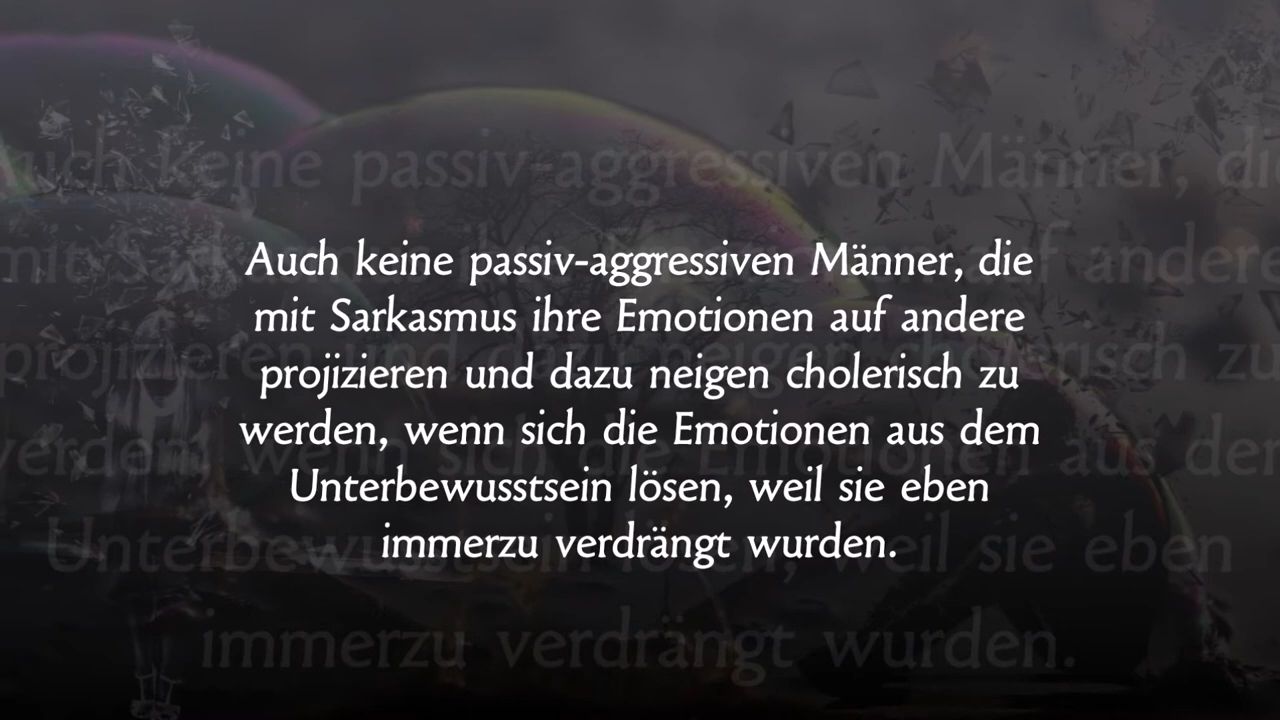 Auch keine passiv-aggressiven Männer, die
mit Sarkasmus ihre Emotionen auf andere
projizieren und dazu neigen cholerisch zu
werden, wenn sich die Emotionen aus dem
Unterbewusstsein lösen, weil sie eben
immerzu verdrängt wurden.